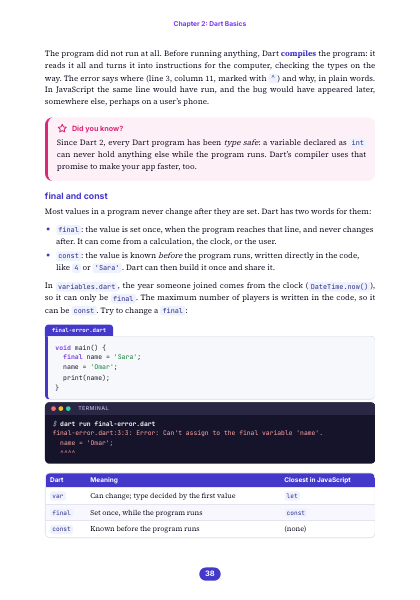 Chapter 2: Dart Basics
The program did not run at all. Before running anything, Dart compiles the program: it
reads it all and turns it into instructions for the computer, checking the types on the
way. The error says where (line 3, column 11, marked with ^ ) and why, in plain words.
In JavaScript the same line would have run, and the bug would have appeared later,
somewhere else, perhaps on a user's phone.
Did you know?
Since Dart 2, every Dart program has been type safe: a variable declared as int
can never hold anything else while the program runs. Dart's compiler uses that
promise to make your app faster, too.
final and const
Most values in a program never change after they are set. Dart has two words for them:
• final: the value is set once, when the program reaches that line, and never changes
after. It can come from a calculation, the clock, or the user.
• const: the value is known before the program runs, written directly in the code,
like 4 or 'Sara'. Dart can then build it once and share it.
In variables.dart, the year someone joined comes from the clock (DateTime.now()),
so it can only be final. The maximum number of players is written in the code, so it
can be const. Try to change a final:
final-error.dart
void main() {
  final name = 'Sara';
  name = 'Omar';
  print(name);
}
TERMINAL
$ dart run final-error.dart
final-error.dart:3:3: Error: Can't assign to the final variable 'name'.
  name = 'Omar';
  ^^^^
Dart Meaning Closest in JavaScript
var Can change; type decided by the first value let
final Set once, while the program runs const
const Known before the program runs (none)
38